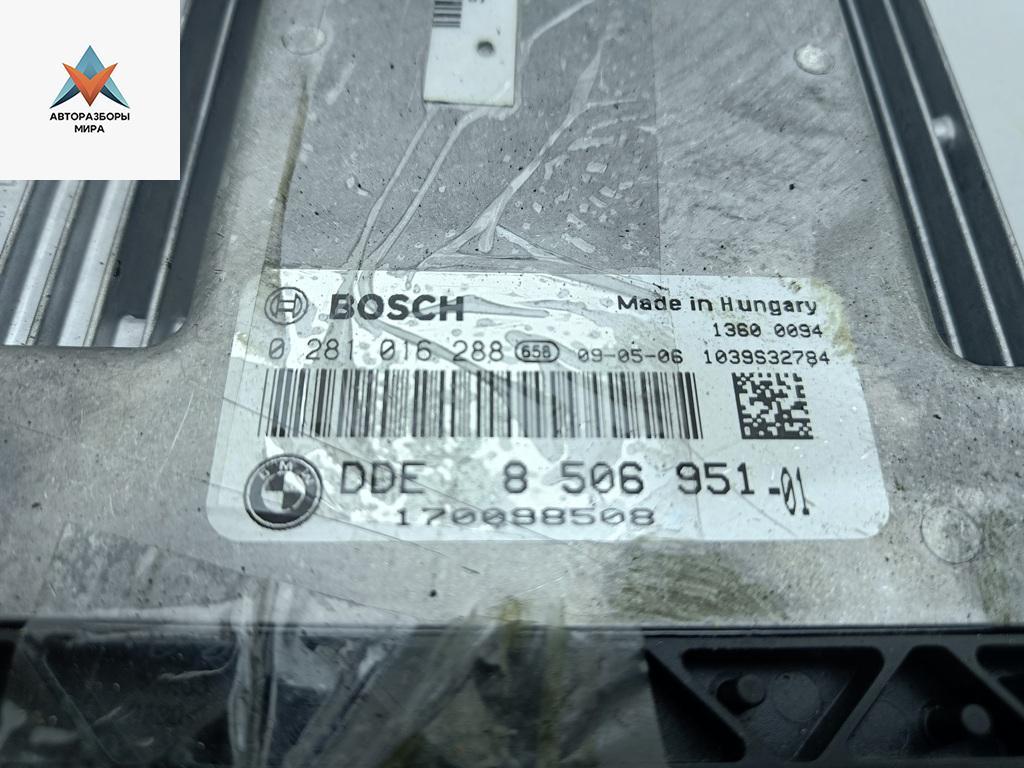 АВТОРАЗБОРЫ
МИРА
BOSCH
Made in Hungary
1360 0094
0 281 016 288 658 09-05-06 1039S32784
BMW
DDE 8 506 951-01
170098508